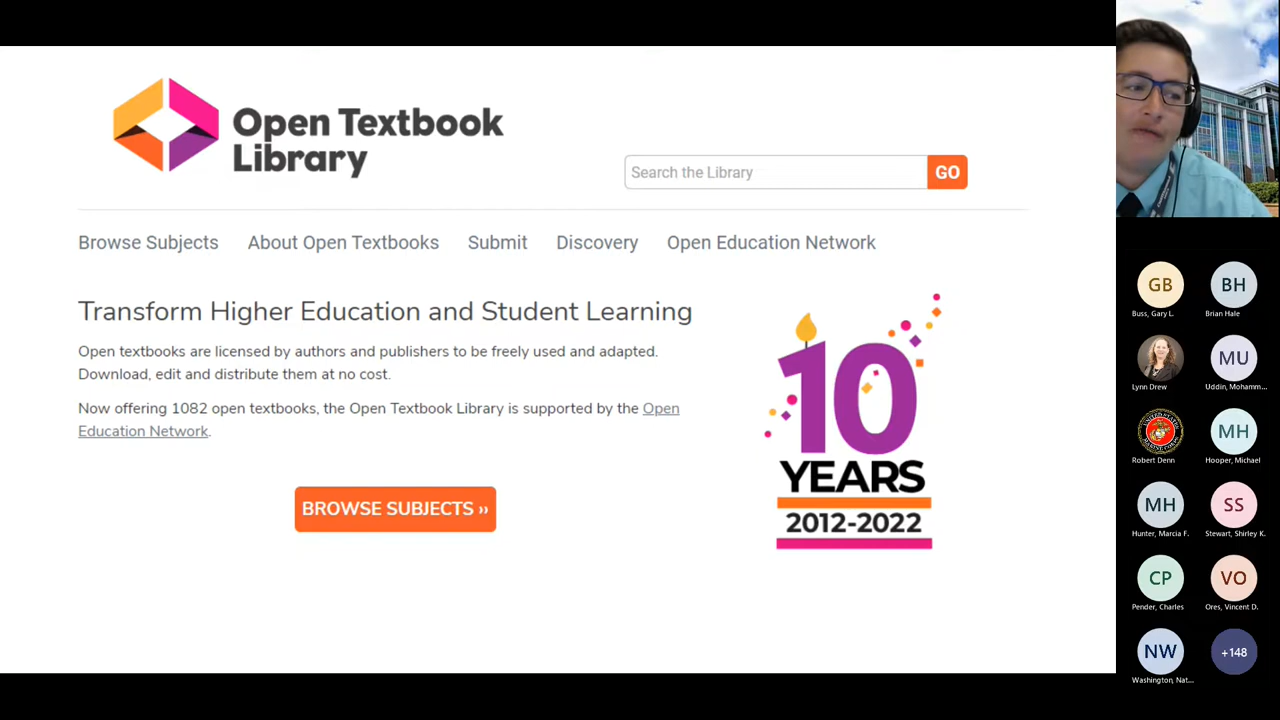 Open Textbook
Library
Search the Library
GO
Browse Subjects
About Open Textbooks
Submit
Discovery
Open Education Network
Transform Higher Education and Student Learning
Open textbooks are licensed by authors and publishers to be freely used and adapted.
Download, edit and distribute them at no cost.
Now offering 1082 open textbooks, the Open Textbook Library is supported by the Open
Education Network.
BROWSE SUBJECTS ››
10
YEARS
2012-2022
GB
Buss, Gary L.
BH
Brian Hale
Lynn Drew
MU
Uddin, Mohamm...
UNITED STATES
MARINE CORPS
Robert Denn
MH
Hooper, Michael
MH
Hunter, Marcia F.
SS
Stewart, Shirley K.
CP
Pender, Charles
VO
Ores, Vincent D.
NW
Washington, Nat...
+148